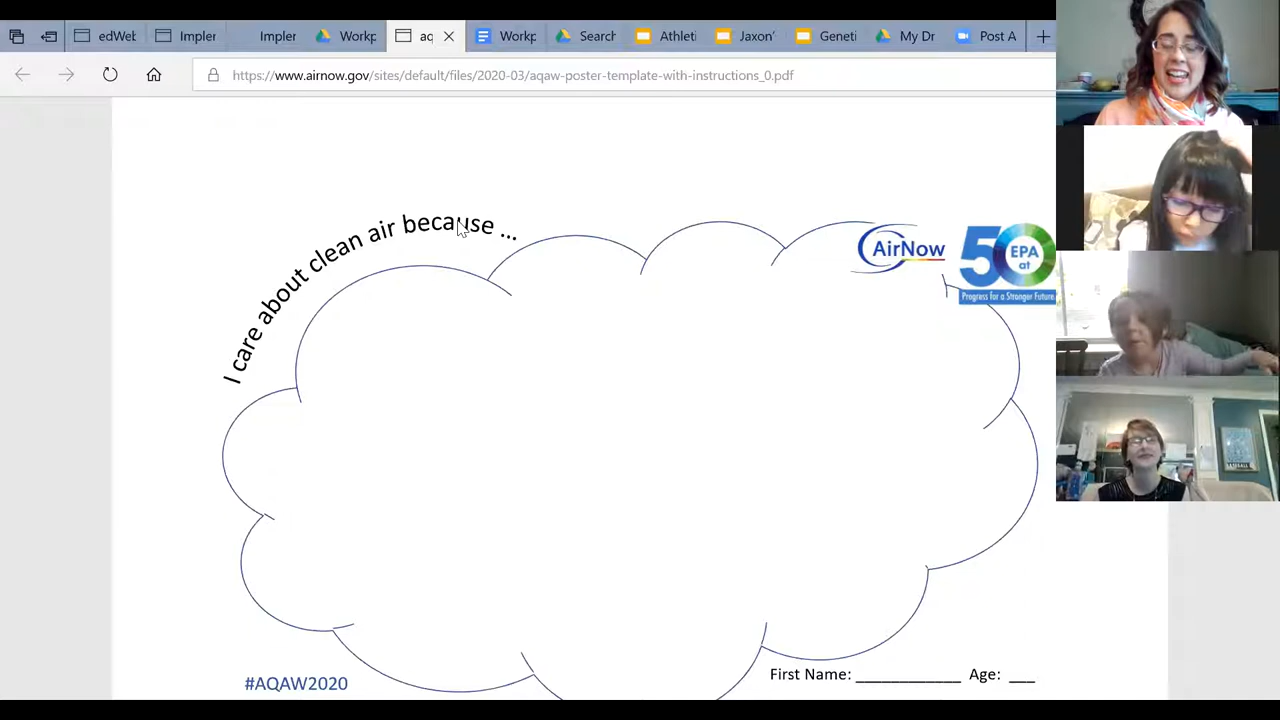 edWeb
Impler
Impler
Workp
aq
Workp
Search
Athleti
Jaxon'
Geneti
My Dr
Post A
https://www.airnow.gov/sites/default/files/2020-03/aqaw-poster-template-with-instructions_0.pdf
I care about clean air because ...
AirNow
50
EPA
at
Progress for a Stronger Future
#AQAW2020
First Name: ____________ Age: ___